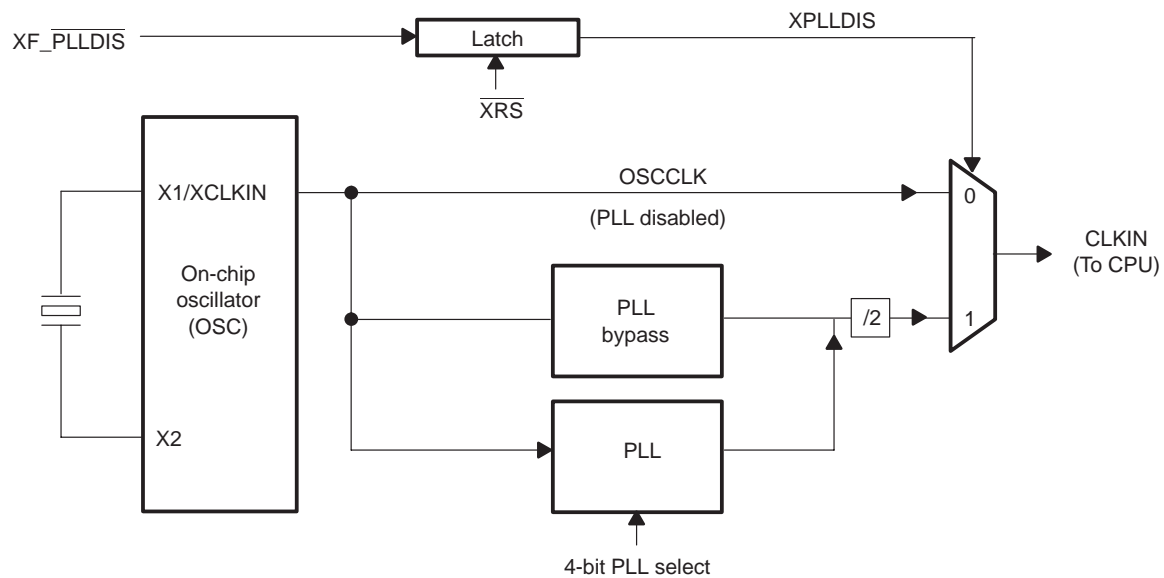 XF_PLLDIS
Latch
XPLLDIS
XRS
X1/XCLKIN
OSCCLK
(PLL disabled)
0
CLKIN
(To CPU)
On-chip
oscillator
(OSC)
PLL
bypass
/2
1
X2
PLL
4-bit PLL select